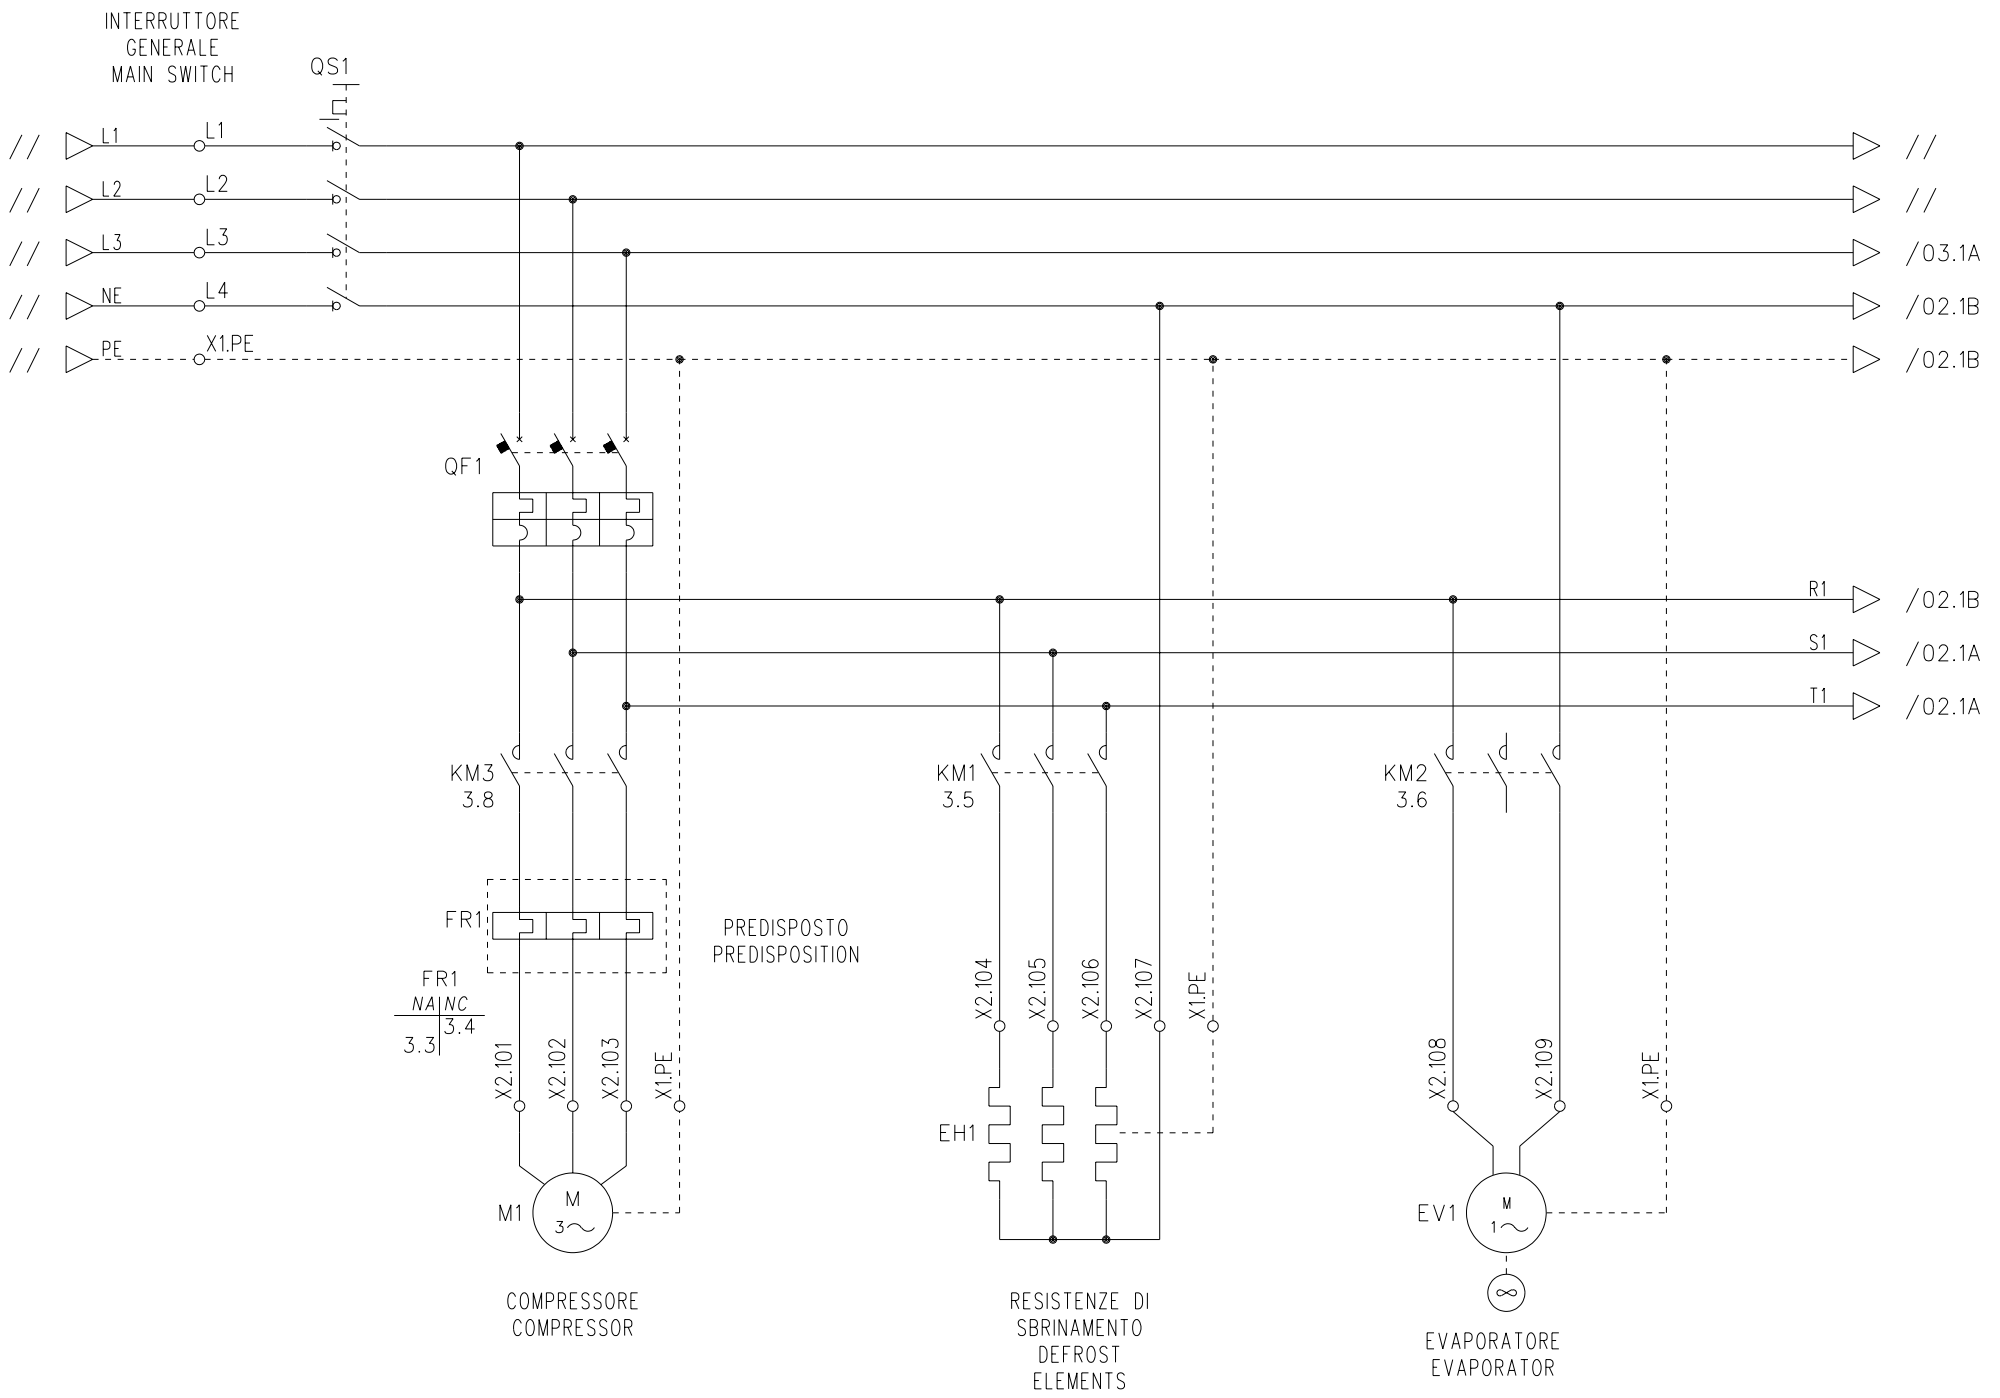 INTERRUTTORE
GENERALE
MAIN SWITCH
QS1
// L1 L1 //
// L2 L2 //
// L3 L3 /03.1A
// NE L4 /02.1B
// PE X1.PE /02.1B
QF1
R1 /02.1B
S1 /02.1A
T1 /02.1A
KM3
3.8
KM1
3.5
KM2
3.6
FR1
PREDISPOSTO
PREDISPOSITION
FR1
NA NC
3.4
3.3
X2.101
X2.102
X2.103
X1.PE
X2.104
X2.105
X2.106
X2.107
X1.PE
X2.108
X2.109
X1.PE
M1
M
3
EH1
EV1
M
1
COMPRESSORE
COMPRESSOR
RESISTENZE DI
SBRINAMENTO
DEFROST
ELEMENTS
EVAPORATORE
EVAPORATOR